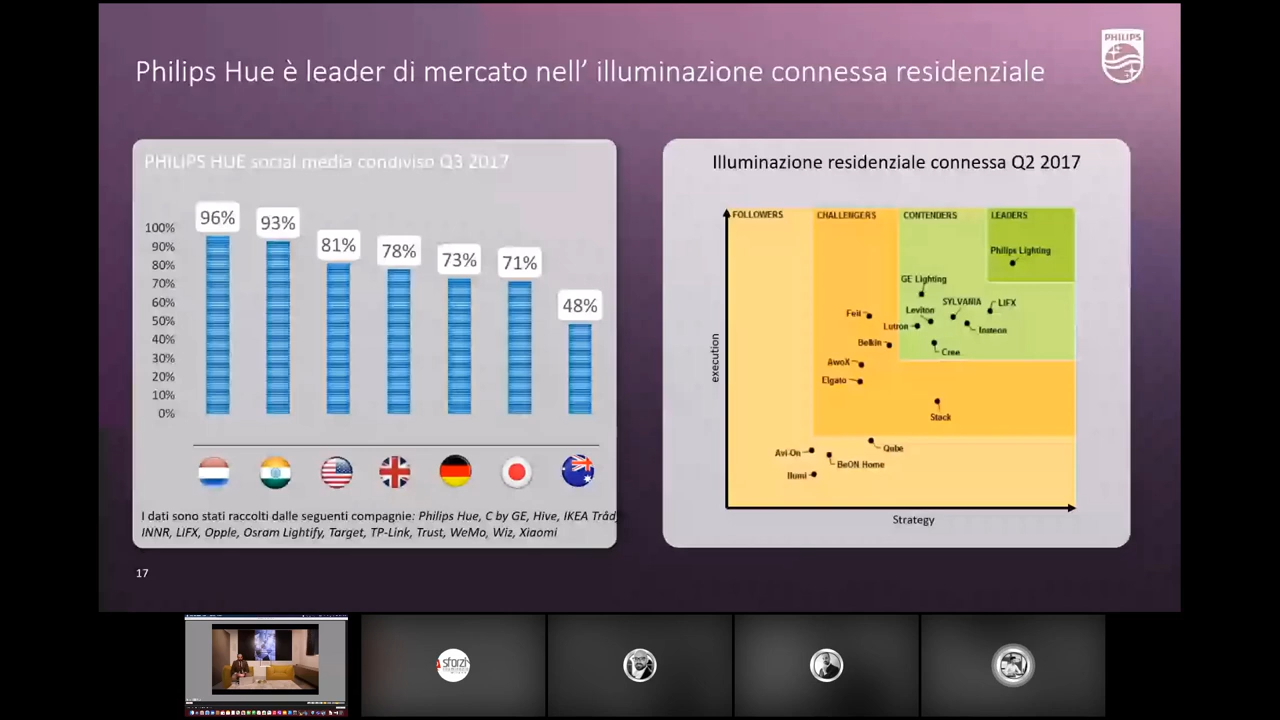 Philips Hue è leader di mercato nell’ illuminazione connessa residenziale
PHILIPS
PHILIPS HUE social media condiviso Q3 2017
96%
93%
81%
78%
73%
71%
48%
100%
90%
80%
70%
60%
50%
40%
30%
20%
10%
0%
I dati sono stati raccolti dalle seguenti compagnie: Philips Hue, C by GE, Hive, IKEA Tråd
INNR, LIFX, Opple, Osram Lightify, Target, TP-Link, Trust, WeMo, Wiz, Xiaomi
17
Illuminazione residenziale connessa Q2 2017
FOLLOWERS
CHALLENGERS
CONTENDERS
LEADERS
Philips Lighting
GE Lighting
SYLVANIA
LIFX
Leviton
Feit
Lutron
Insteon
Belkin
Cree
AwoX
Elgato
Stack
Qube
Avi-On
BeON Home
Ilumi
execution
Strategy
sforzi